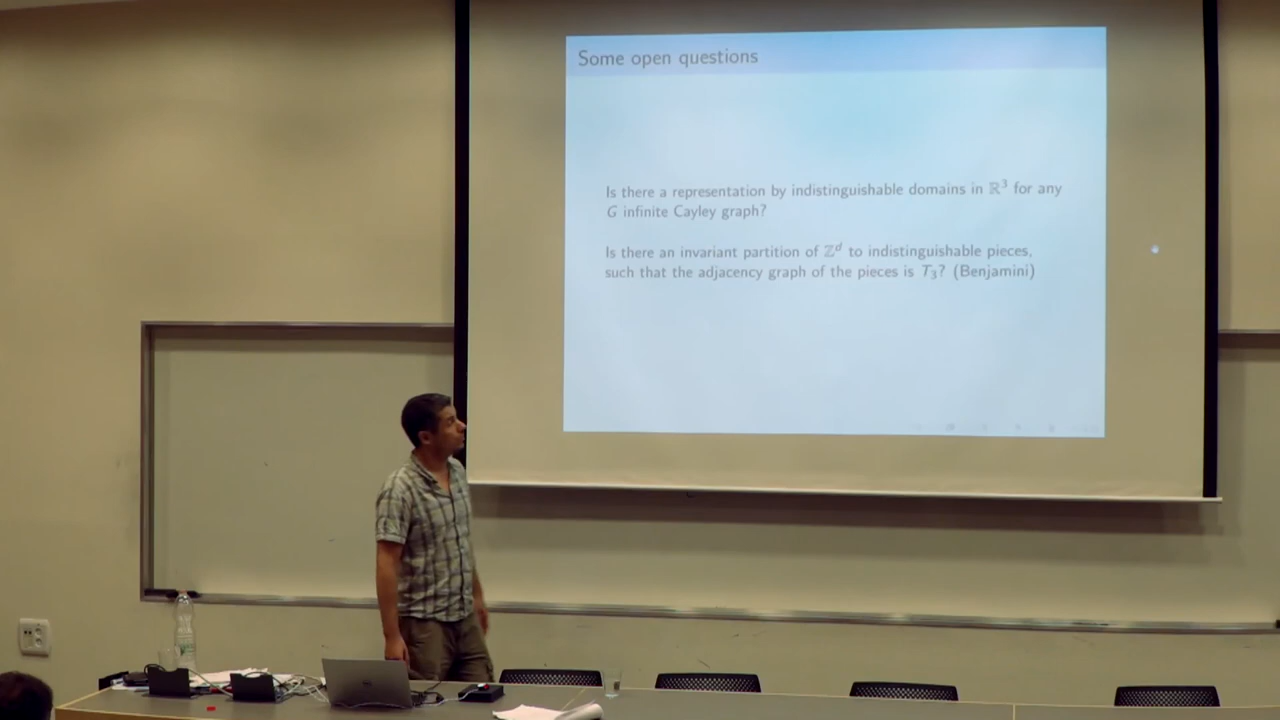 Some open questions
Is there a representation by indistinguishable domains in ℝ³ for any
G infinite Cayley graph?
Is there an invariant partition of ℤᵈ to indistinguishable pieces,
such that the adjacency graph of the pieces is T₃? (Benjamini)